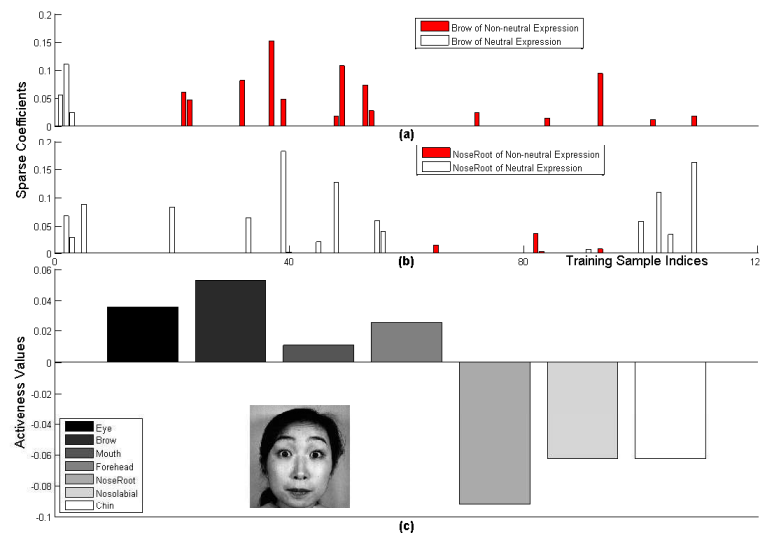 0.2
0.15
0.1
0.05
0
Brow of Non-neutral Expression
Brow of Neutral Expression
(a)
Sparse Coefficients
0.2
0.15
0.1
0.05
0
NoseRoot of Non-neutral Expression
NoseRoot of Neutral Expression
0
40
80
12
(b)
Training Sample Indices
Activeness Values
0.06
0.04
0.02
0
-0.02
-0.04
-0.06
-0.08
-0.1
Eye
Brow
Mouth
Forehead
NoseRoot
Nosolabial
Chin
(c)